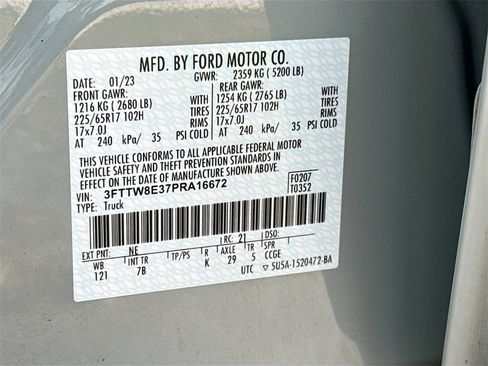 MFD. BY FORD MOTOR CO.
DATE: 01/23 GVWR: 2359 KG ( 5200 LB)
FRONT GAWR: REAR GAWR:
1216 KG ( 2680 LB) WITH 1254 KG ( 2765 LB) WITH
225/65R17 102H TIRES 225/65R17 102H TIRES
17x7.0J RIMS 17x7.0J RIMS
AT 240 kPa/ 35 PSI COLD AT 240 kPa/ 35 PSI COLD
THIS VEHICLE CONFORMS TO ALL APPLICABLE FEDERAL MOTOR
VEHICLE SAFETY AND THEFT PREVENTION STANDARDS IN
EFFECT ON THE DATE OF MANUFACTURE SHOWN ABOVE.
VIN: 3FTTW8E37PRA16672 F0207
TYPE: Truck T0352
EXT PNT: NE RC: 21 DSO:
WB TP/PS R AXLE TR SPR
121 7B K 29 5 CCGE
UTC ▽ 5U5A-1520472-BA